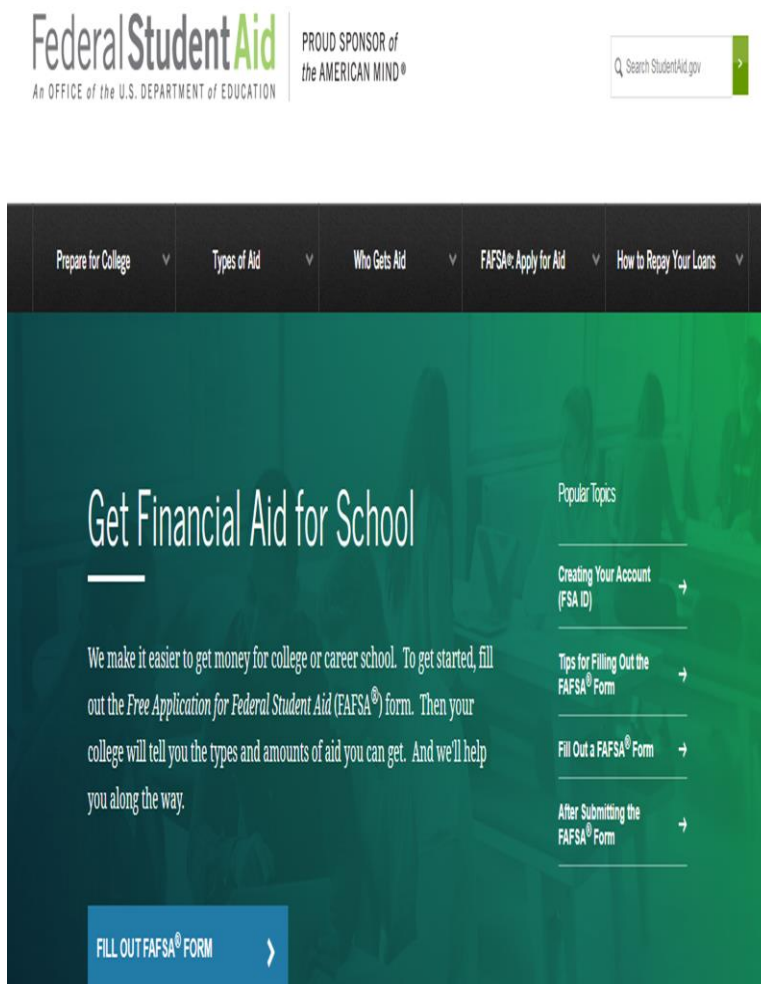 Federal Student Aid
An OFFICE of the U.S. DEPARTMENT of EDUCATION
PROUD SPONSOR of
the AMERICAN MIND®
Search StudentAid.gov
Prepare for College
Types of Aid
Who Gets Aid
FAFSA®: Apply for Aid
How to Repay Your Loans
Get Financial Aid for School
We make it easier to get money for college or career school. To get started, fill
out the Free Application for Federal Student Aid (FAFSA®) form. Then your
college will tell you the types and amounts of aid you can get. And we'll help
you along the way.
FILL OUT FAFSA® FORM
Popular Topics
Creating Your Account
(FSA ID)
Tips for Filling Out the
FAFSA® Form
Fill Out a FAFSA® Form
After Submitting the
FAFSA® Form